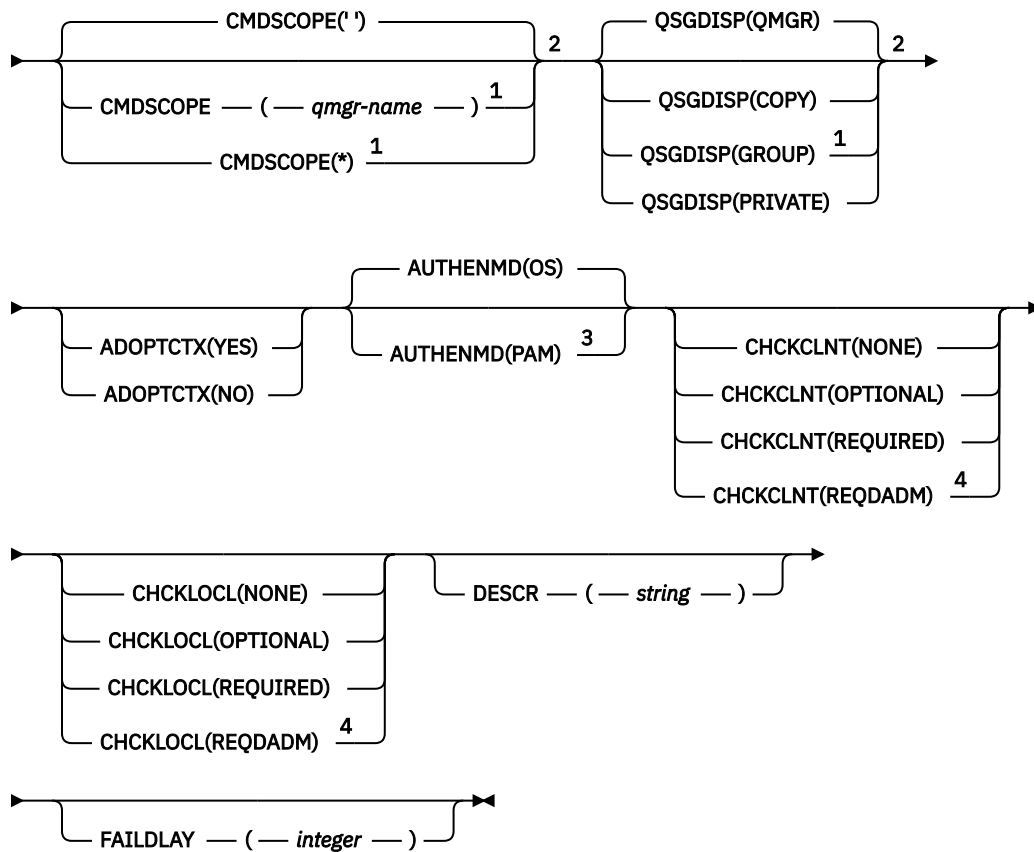 CMDSCOPE(' ')
2
CMDSCOPE ( qmgr-name ) 1
CMDSCOPE(*) 1
QSGDISP(QMGR)
2
QSGDISP(COPY)
QSGDISP(GROUP) 1
QSGDISP(PRIVATE)
ADOPTCTX(YES)
ADOPTCTX(NO)
AUTHENMD(OS)
AUTHENMD(PAM) 3
CHCKCLNT(NONE)
CHCKCLNT(OPTIONAL)
CHCKCLNT(REQUIRED)
CHCKCLNT(REQDADM) 4
CHCKLOCL(NONE)
CHCKLOCL(OPTIONAL)
CHCKLOCL(REQUIRED)
CHCKLOCL(REQDADM) 4
DESCR ( string )
FAILDLAY ( integer )